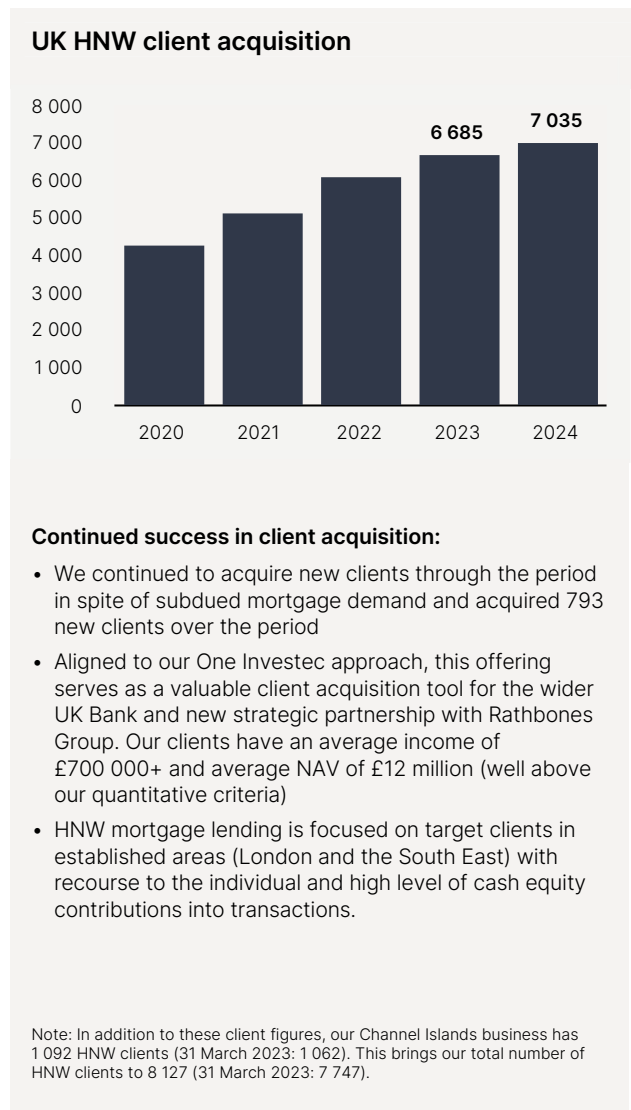 UK HNW client acquisition
8 000
7 000
6 000
5 000
4 000
3 000
2 000
1 000
0
6 685
7 035
2020 2021 2022 2023 2024
Continued success in client acquisition:
• We continued to acquire new clients through the period
in spite of subdued mortgage demand and acquired 793
new clients over the period
• Aligned to our One Investec approach, this offering
serves as a valuable client acquisition tool for the wider
UK Bank and new strategic partnership with Rathbones
Group. Our clients have an average income of
£700 000+ and average NAV of £12 million (well above
our quantitative criteria)
• HNW mortgage lending is focused on target clients in
established areas (London and the South East) with
recourse to the individual and high level of cash equity
contributions into transactions.
Note: In addition to these client figures, our Channel Islands business has
1 092 HNW clients (31 March 2023: 1 062). This brings our total number of
HNW clients to 8 127 (31 March 2023: 7 747).